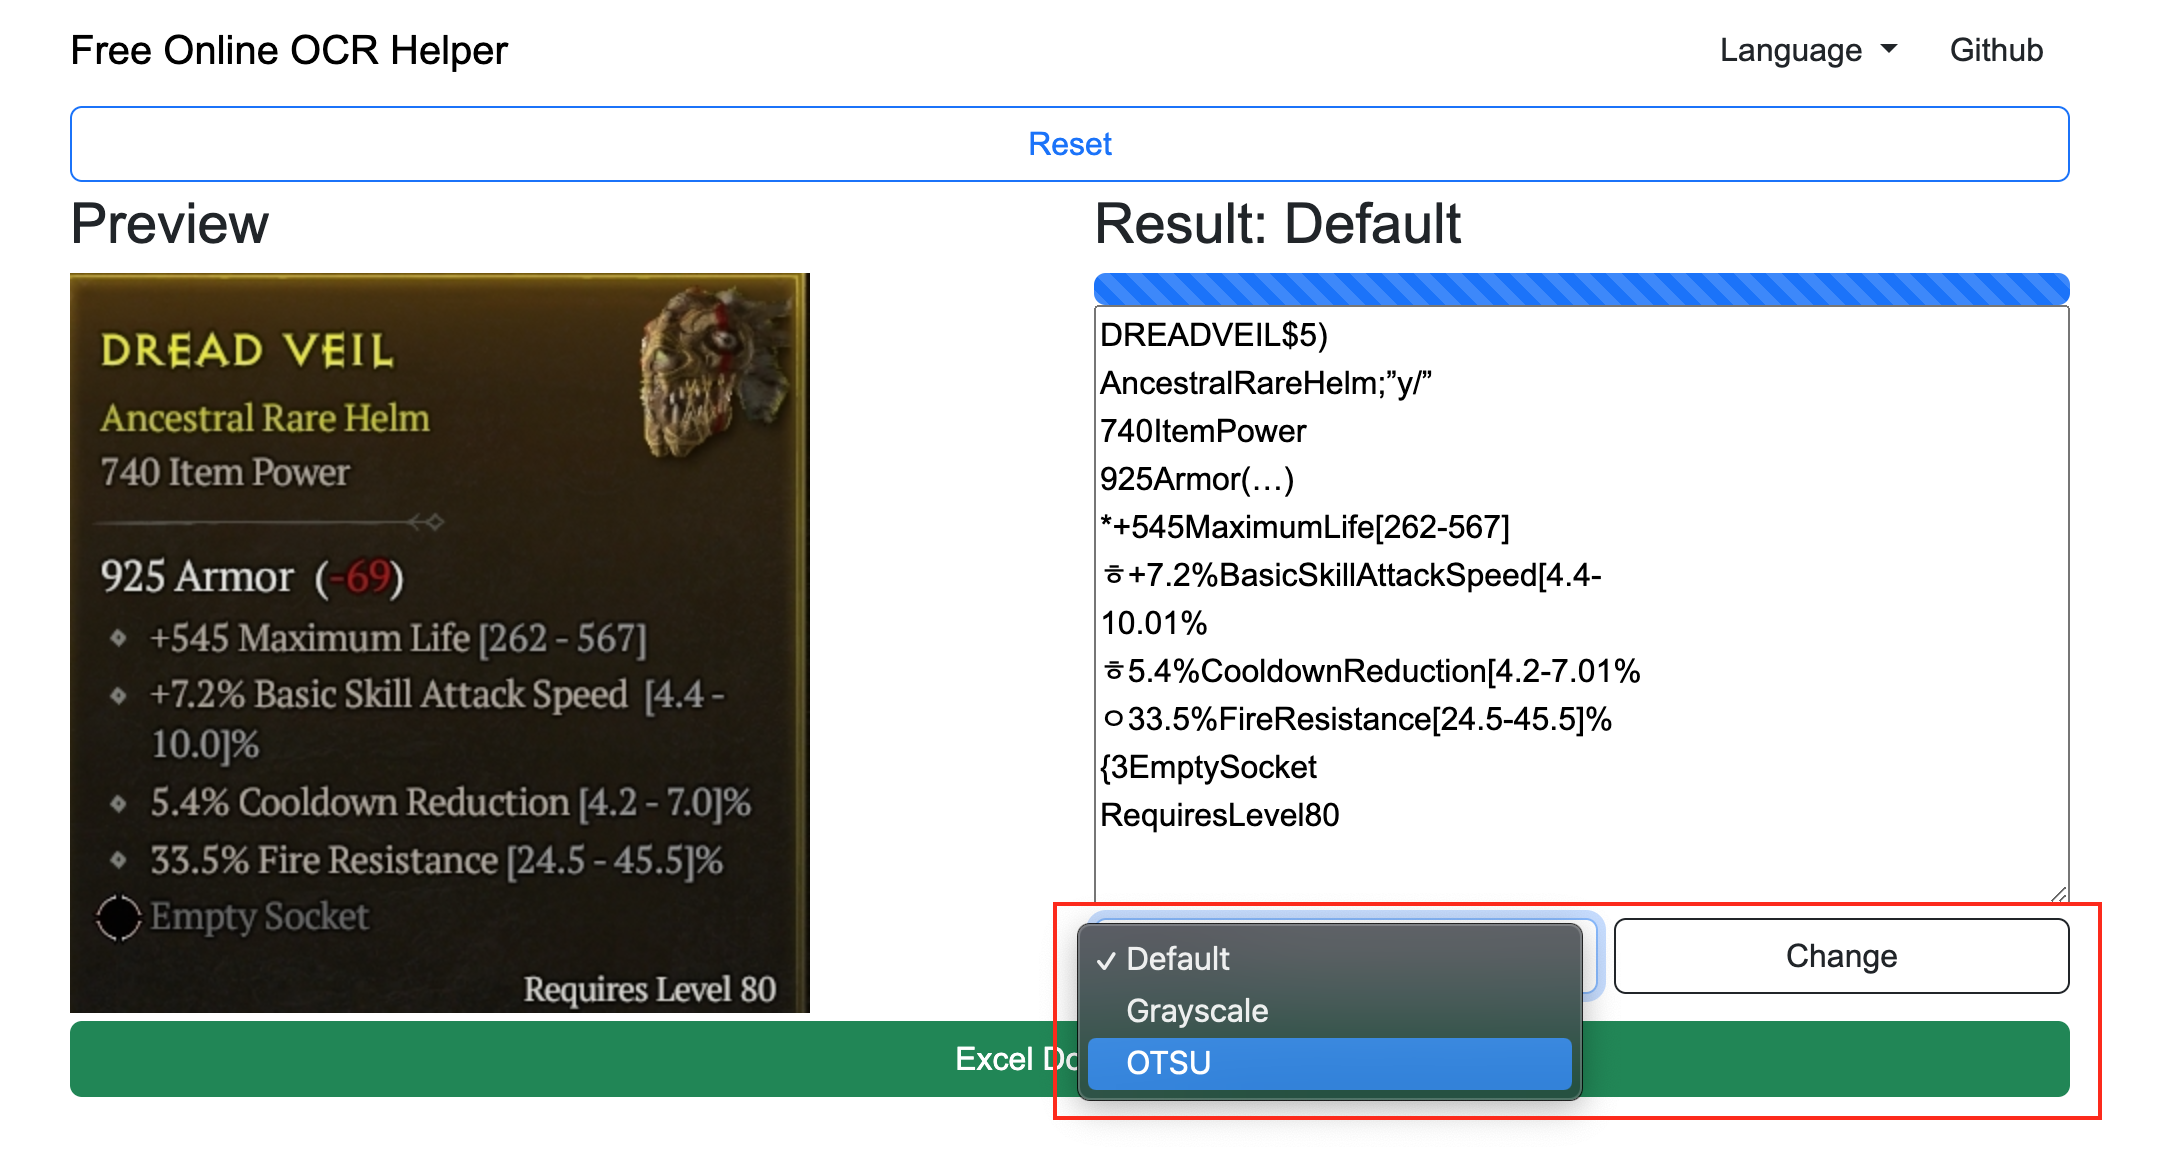 Free Online OCR Helper
Language
Github
Reset
Preview
DREAD VEIL
Ancestral Rare Helm
740 Item Power
925 Armor (-69)
+545 Maximum Life [262 - 567]
+7.2% Basic Skill Attack Speed [4.4 -
10.0]%
5.4% Cooldown Reduction [4.2 - 7.0]%
33.5% Fire Resistance [24.5 - 45.5]%
Empty Socket
Requires Level 80
Result: Default
DREADVEIL$5)
AncestralRareHelm;”y/”
740ItemPower
925Armor(…)
*+545MaximumLife[262-567]
ㅎ+7.2%BasicSkillAttackSpeed[4.4-
10.01%
ㅎ5.4%CooldownReduction[4.2-7.01%
ㅇ33.5%FireResistance[24.5-45.5]%
{3EmptySocket
RequiresLevel80
✓ Default
Grayscale
OTSU
Change
Excel Do